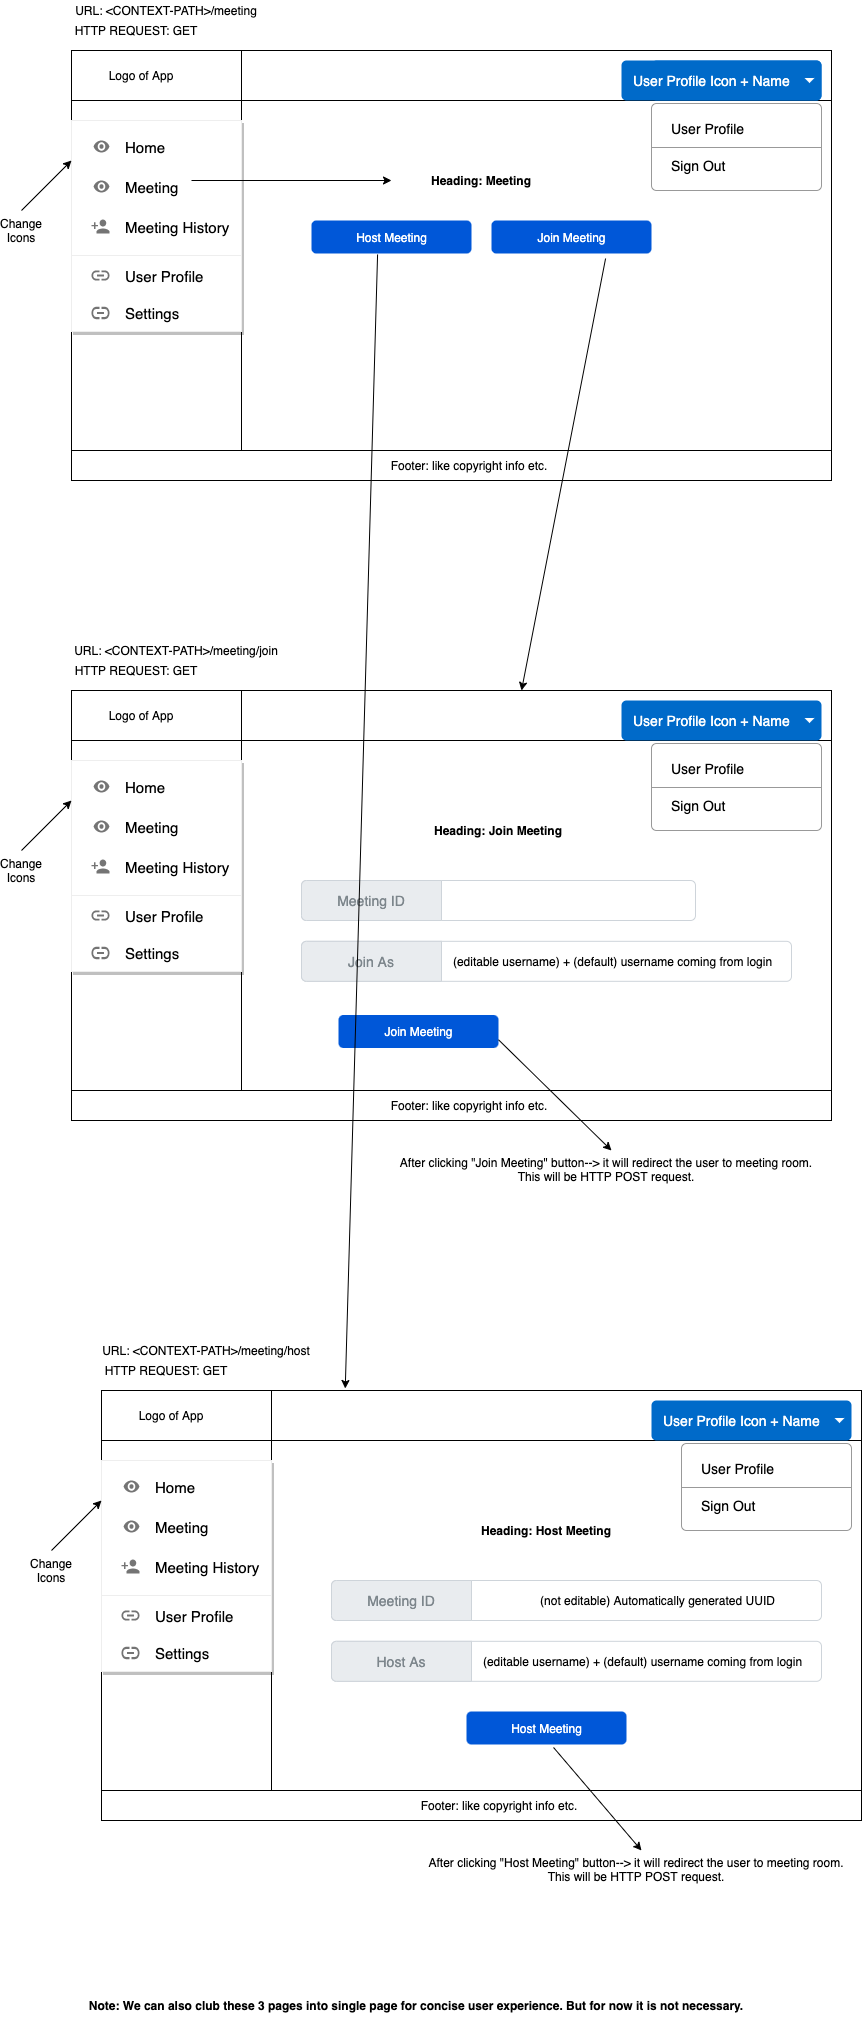 URL: <CONTEXT-PATH>/meeting
HTTP REQUEST: GET
Logo of App
User Profile Icon + Name
User Profile
Sign Out
Home
Meeting
Meeting History
User Profile
Settings
Change
Icons
Heading: Meeting
Host Meeting
Join Meeting
Footer: like copyright info etc.
URL: <CONTEXT-PATH>/meeting/join
HTTP REQUEST: GET
Logo of App
User Profile Icon + Name
User Profile
Sign Out
Home
Meeting
Meeting History
User Profile
Settings
Change
Icons
Heading: Join Meeting
Meeting ID
Join As
(editable username) + (default) username coming from login
Join Meeting
Footer: like copyright info etc.
After clicking "Join Meeting" button--> it will redirect the user to meeting room.
This will be HTTP POST request.
URL: <CONTEXT-PATH>/meeting/host
HTTP REQUEST: GET
Logo of App
User Profile Icon + Name
User Profile
Sign Out
Home
Meeting
Meeting History
User Profile
Settings
Change
Icons
Heading: Host Meeting
Meeting ID
(not editable) Automatically generated UUID
Host As
(editable username) + (default) username coming from login
Host Meeting
Footer: like copyright info etc.
After clicking "Host Meeting" button--> it will redirect the user to meeting room.
This will be HTTP POST request.
Note: We can also club these 3 pages into single page for concise user experience. But for now it is not necessary.